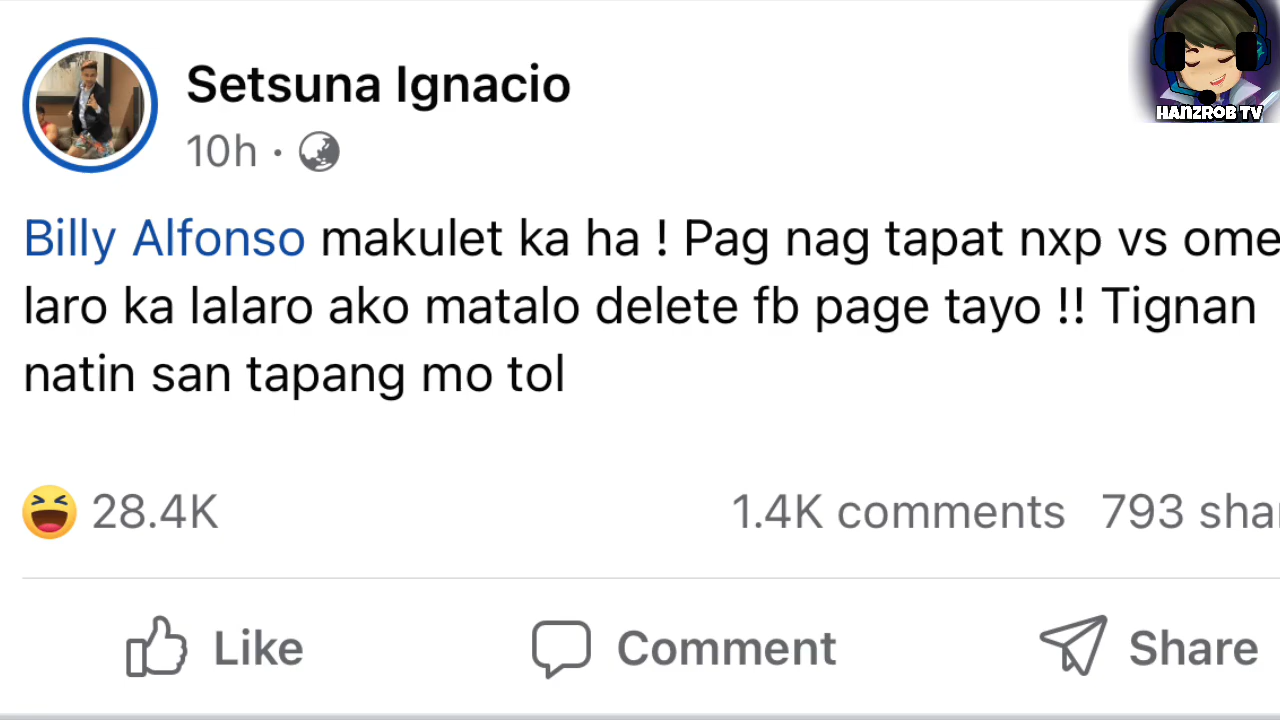 HANZROB TV
Setsuna Ignacio
10h ·
Billy Alfonso makulet ka ha ! Pag nag tapat nxp vs ome
laro ka lalaro ako matalo delete fb page tayo !! Tignan
natin san tapang mo tol
28.4K
1.4K comments 793 shar
Like Comment Share